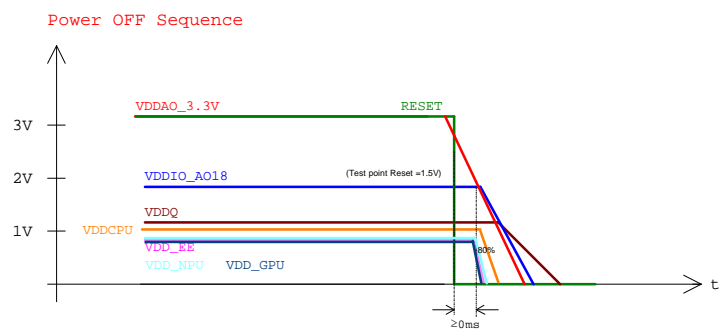 Power OFF Sequence
VDDAO_3.3V RESET
3V
(Test point Reset =1.5V)
2V
VDDIO_AO18
VDDQ
1V
VDDCPU
VDD_EE
80%
VDD_NPU VDD_GPU
t
≥0ms